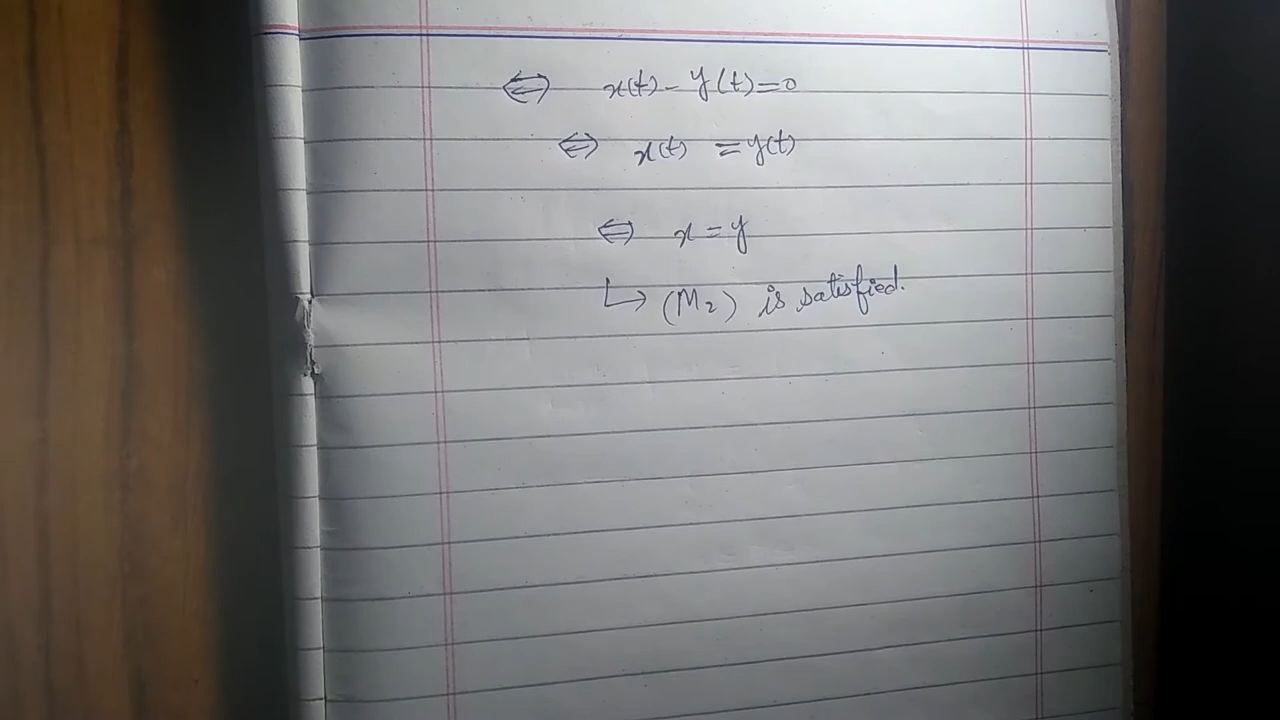 ⇔ x(t) - y(t) = 0
⇔ x(t) = y(t)
⇔ x = y
↳ (M₂) is satisfied.